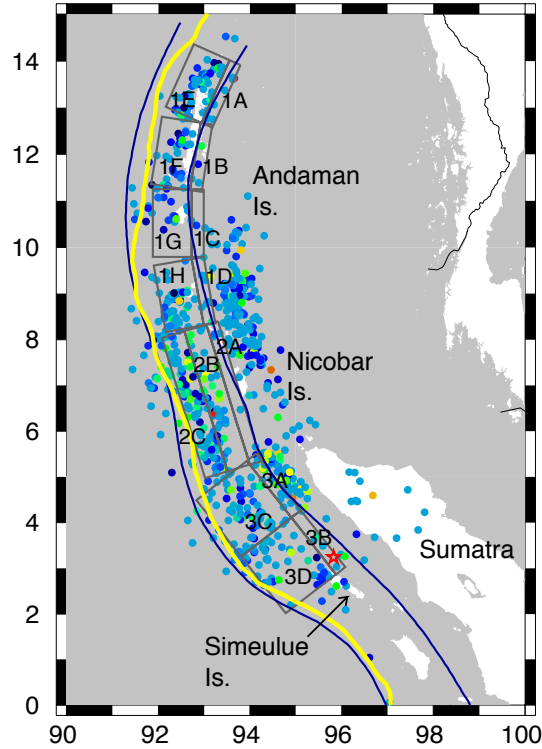 14
1E
1A
12
1F
1B
Andaman
Is.
10
1G
1C
1H
1D
8
2A
2B
Nicobar
Is.
6
2C
3A
4
3C
3B
Sumatra
3D
2
Simeulue
Is.
0
90
92
94
96
98
100